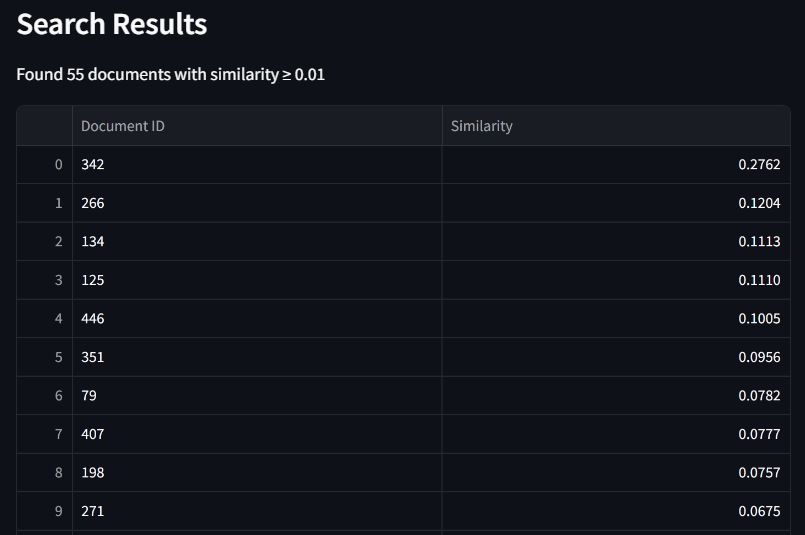 Search Results
Found 55 documents with similarity ≥ 0.01
Document ID Similarity
0 342 0.2762
1 266 0.1204
2 134 0.1113
3 125 0.1110
4 446 0.1005
5 351 0.0956
6 79 0.0782
7 407 0.0777
8 198 0.0757
9 271 0.0675